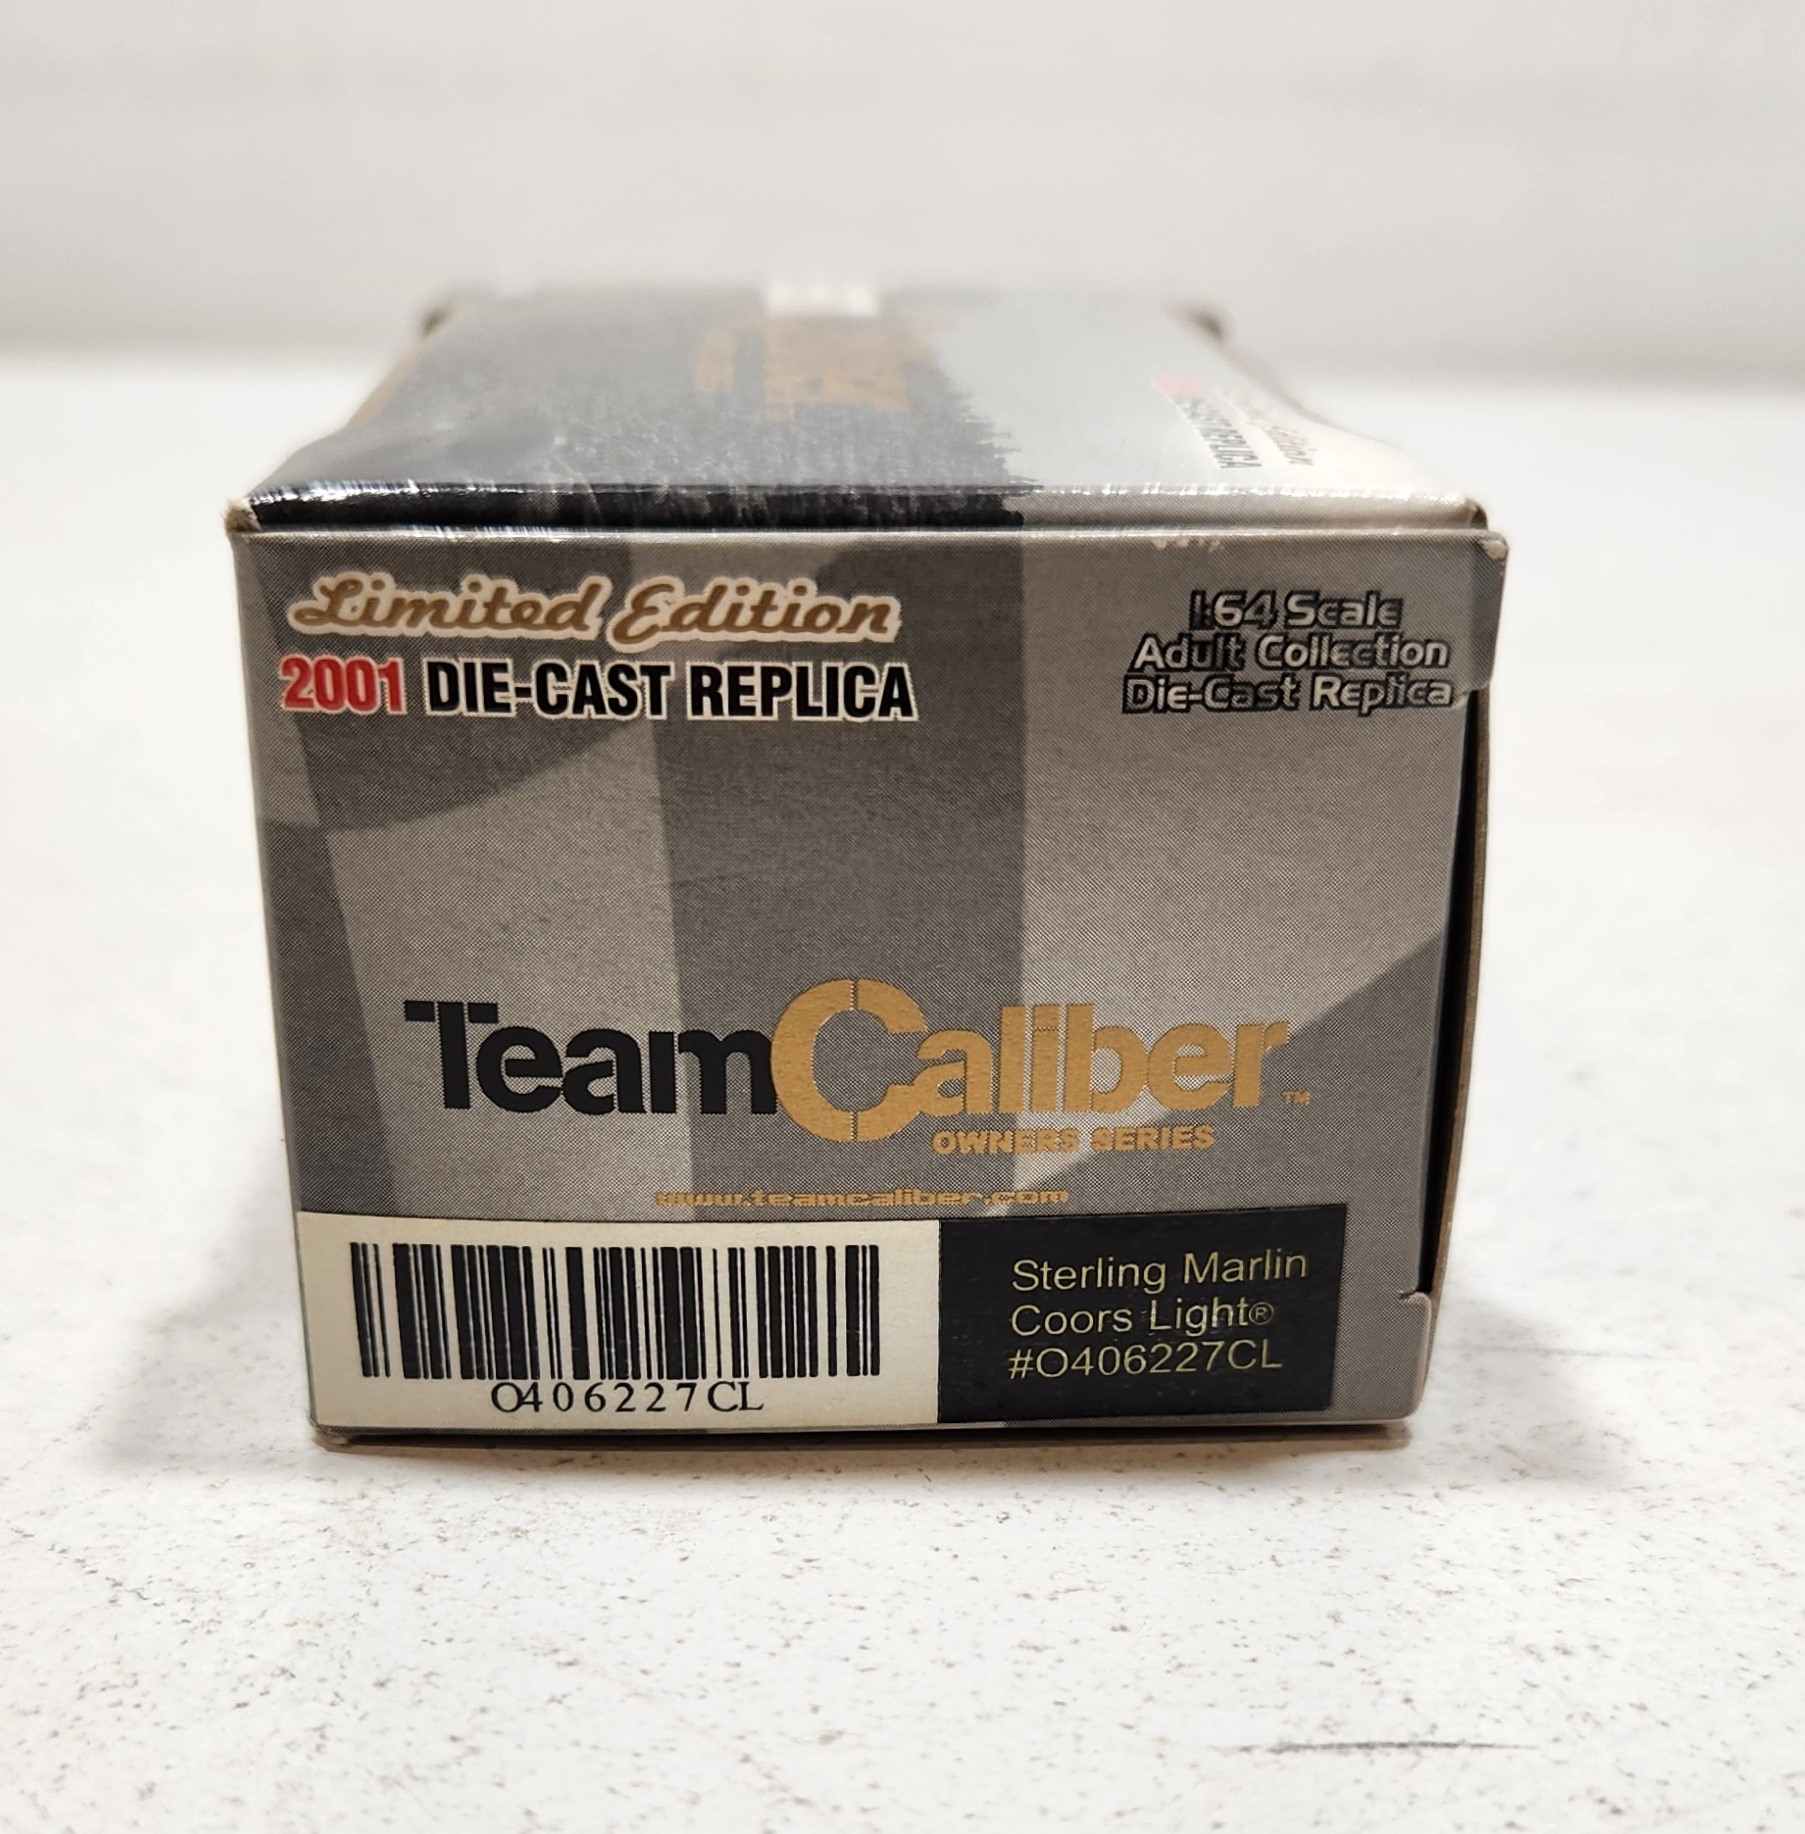 Limited Edition
2001 DIE-CAST REPLICA
1:64 Scale
Adult Collection
Die-Cast Replica
TeamCaliber™
OWNERS SERIES
www.teamcaliber.com
O406227CL
Sterling Marlin
Coors Light®
#O406227CL